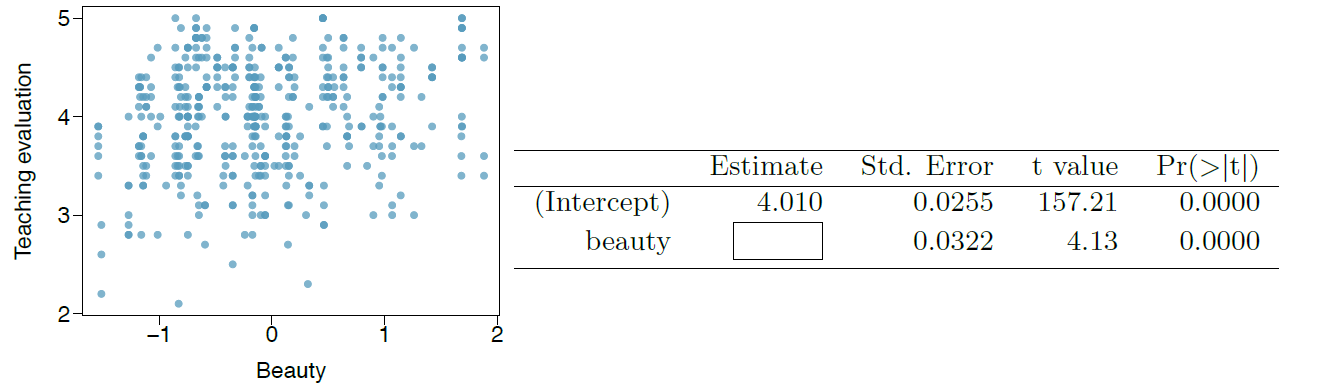 5
4
3
2
Teaching evaluation
−1 0 1 2
Beauty
Estimate Std. Error t value Pr(>|t|)
(Intercept) 4.010 0.0255 157.21 0.0000
beauty 0.0322 4.13 0.0000